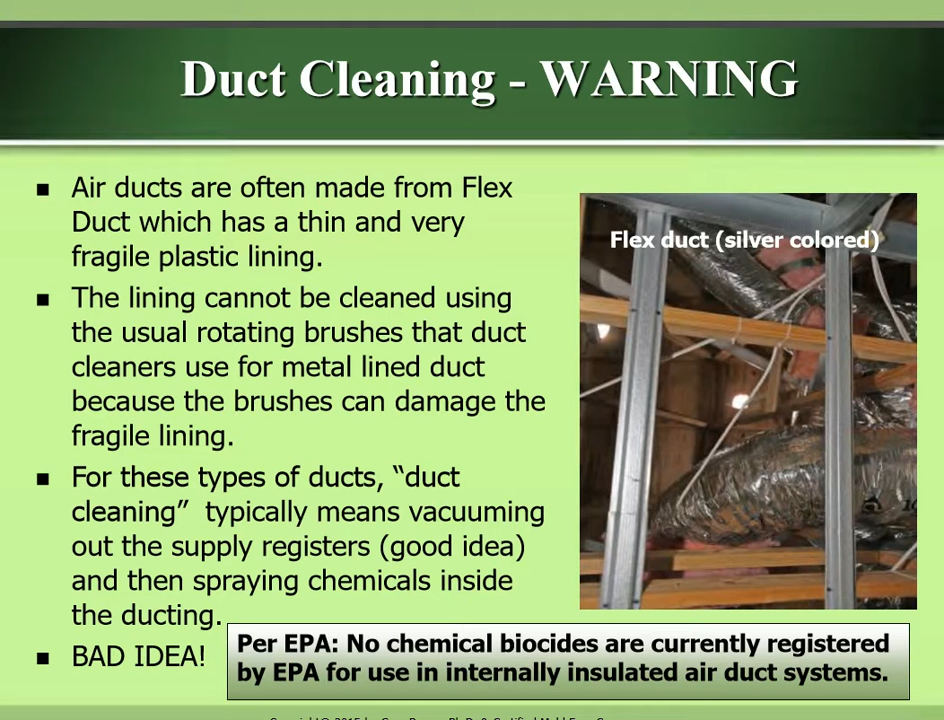 Duct Cleaning - WARNING
Air ducts are often made from Flex
Duct which has a thin and very
fragile plastic lining.
The lining cannot be cleaned using
the usual rotating brushes that duct
cleaners use for metal lined duct
because the brushes can damage the
fragile lining.
For these types of ducts, “duct
cleaning”  typically means vacuuming
out the supply registers (good idea)
and then spraying chemicals inside
the ducting.
BAD IDEA!
Flex duct (silver colored)
Per EPA: No chemical biocides are currently registered
by EPA for use in internally insulated air duct systems.